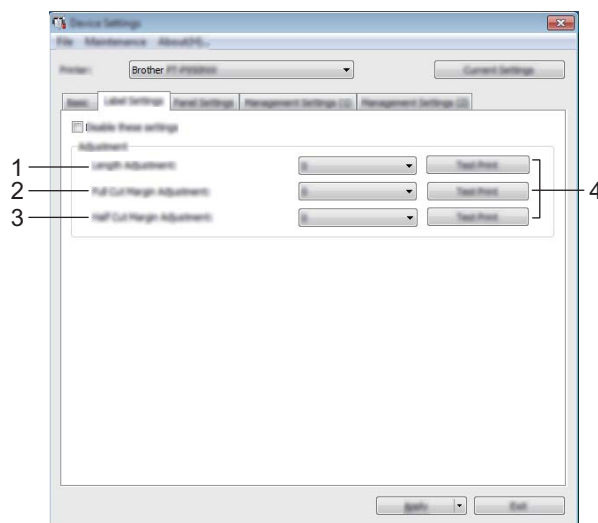 Device Settings
File Maintenance About(H)...
Printer: Brother PT-P950NW Current Settings
Basic Label Settings Panel Settings Management Settings (1) Management Settings (2)
Disable these settings
Adjustment
1 Length Adjustment: 0 Test Print
2 Full Cut Margin Adjustment: 0 Test Print 4
3 Half Cut Margin Adjustment: 0 Test Print
Apply Exit